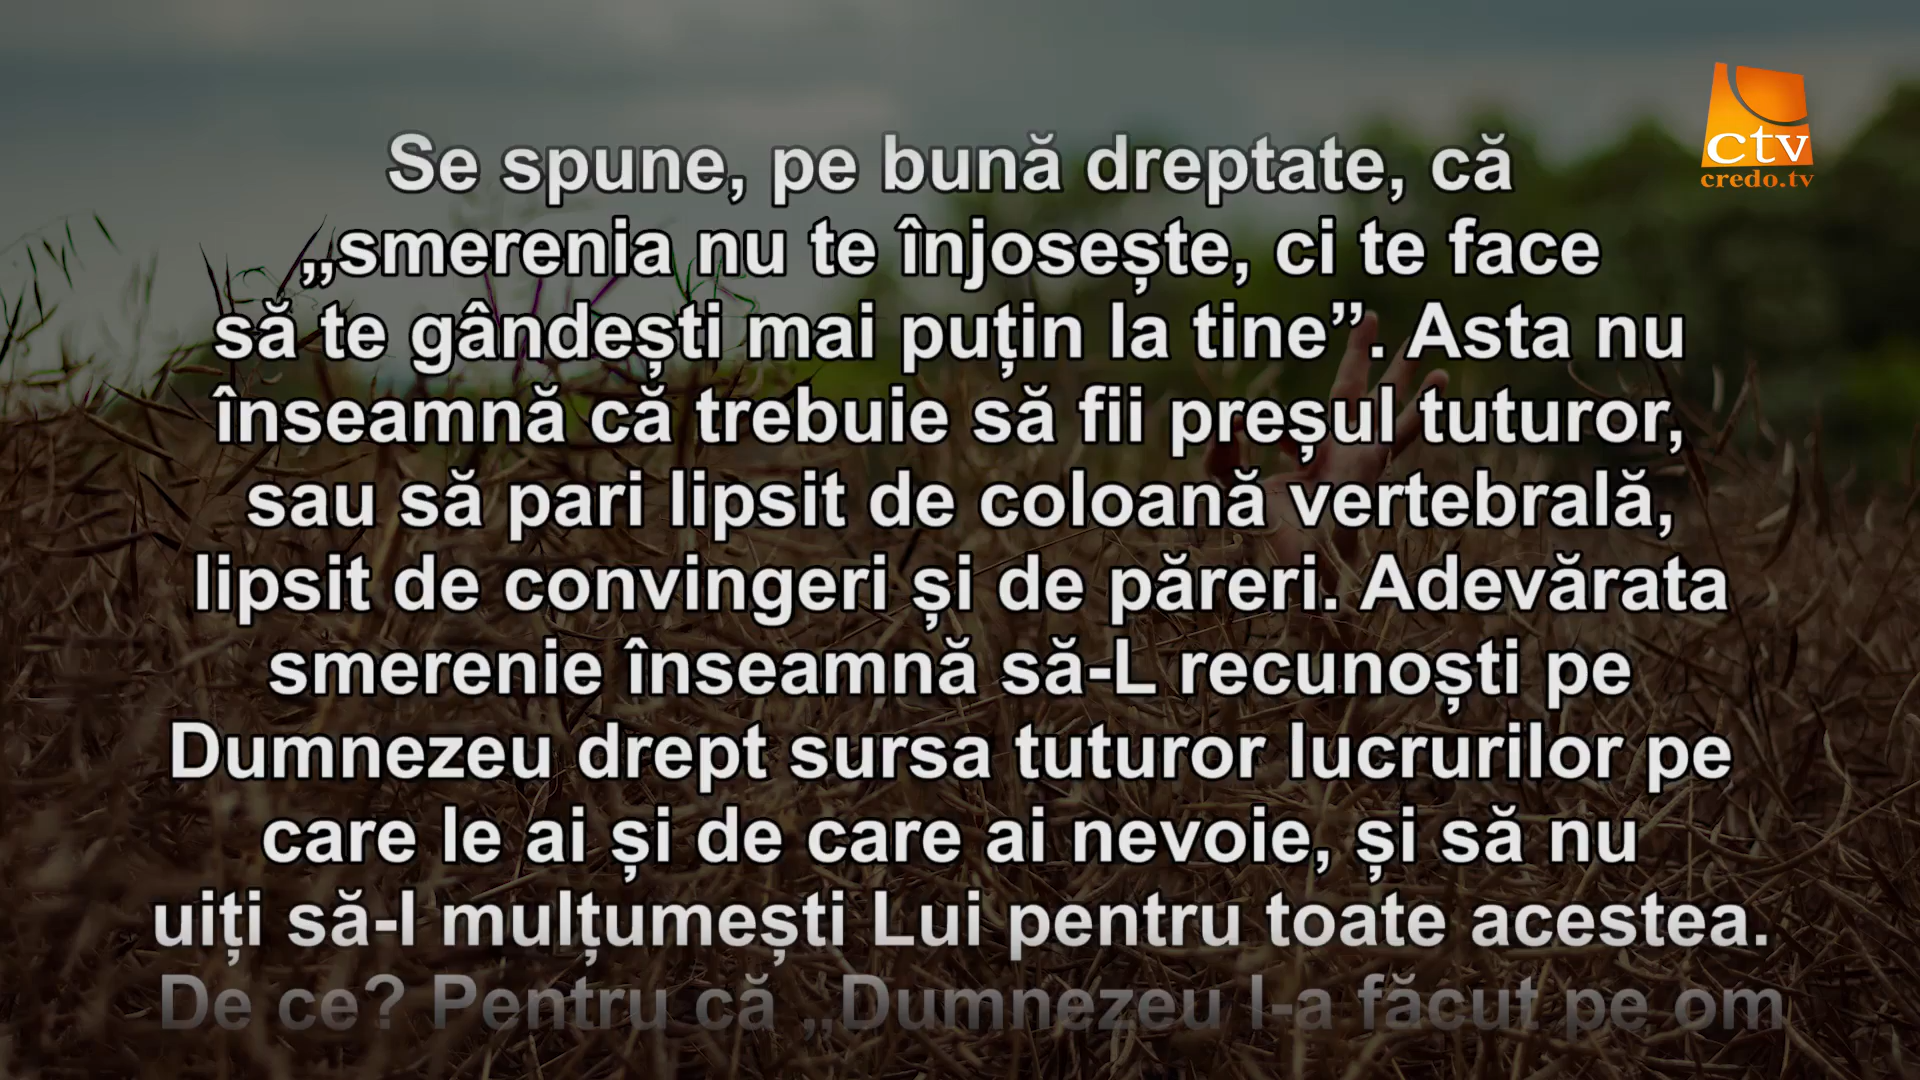 ctv
credo.tv
Se spune, pe bună dreptate, că
„smerenia nu te înjosește, ci te face
să te gândești mai puțin la tine”. Asta nu
înseamnă că trebuie să fii preșul tuturor,
sau să pari lipsit de coloană vertebrală,
lipsit de convingeri și de păreri. Adevărata
smerenie înseamnă să-L recunoști pe
Dumnezeu drept sursa tuturor lucrurilor pe
care le ai și de care ai nevoie, și să nu
uiți să-I mulțumești Lui pentru toate acestea.
De ce? Pentru că „Dumnezeu l-a făcut pe om